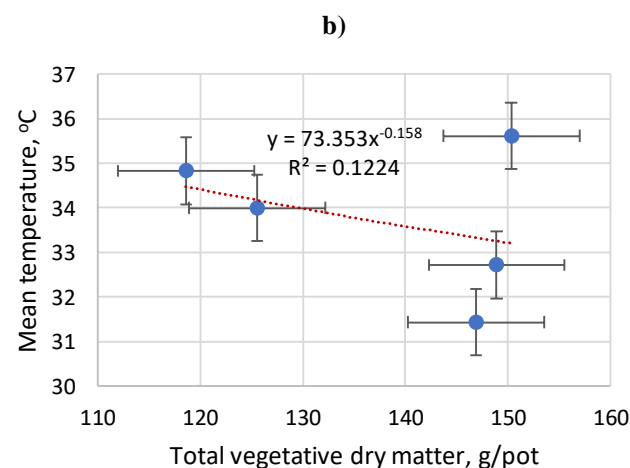 b)
37
36
35
34
33
32
31
30
Mean temperature, ⁰C
y = 73.353x^-0.158
R² = 0.1224
110 120 130 140 150 160
Total vegetative dry matter, g/pot